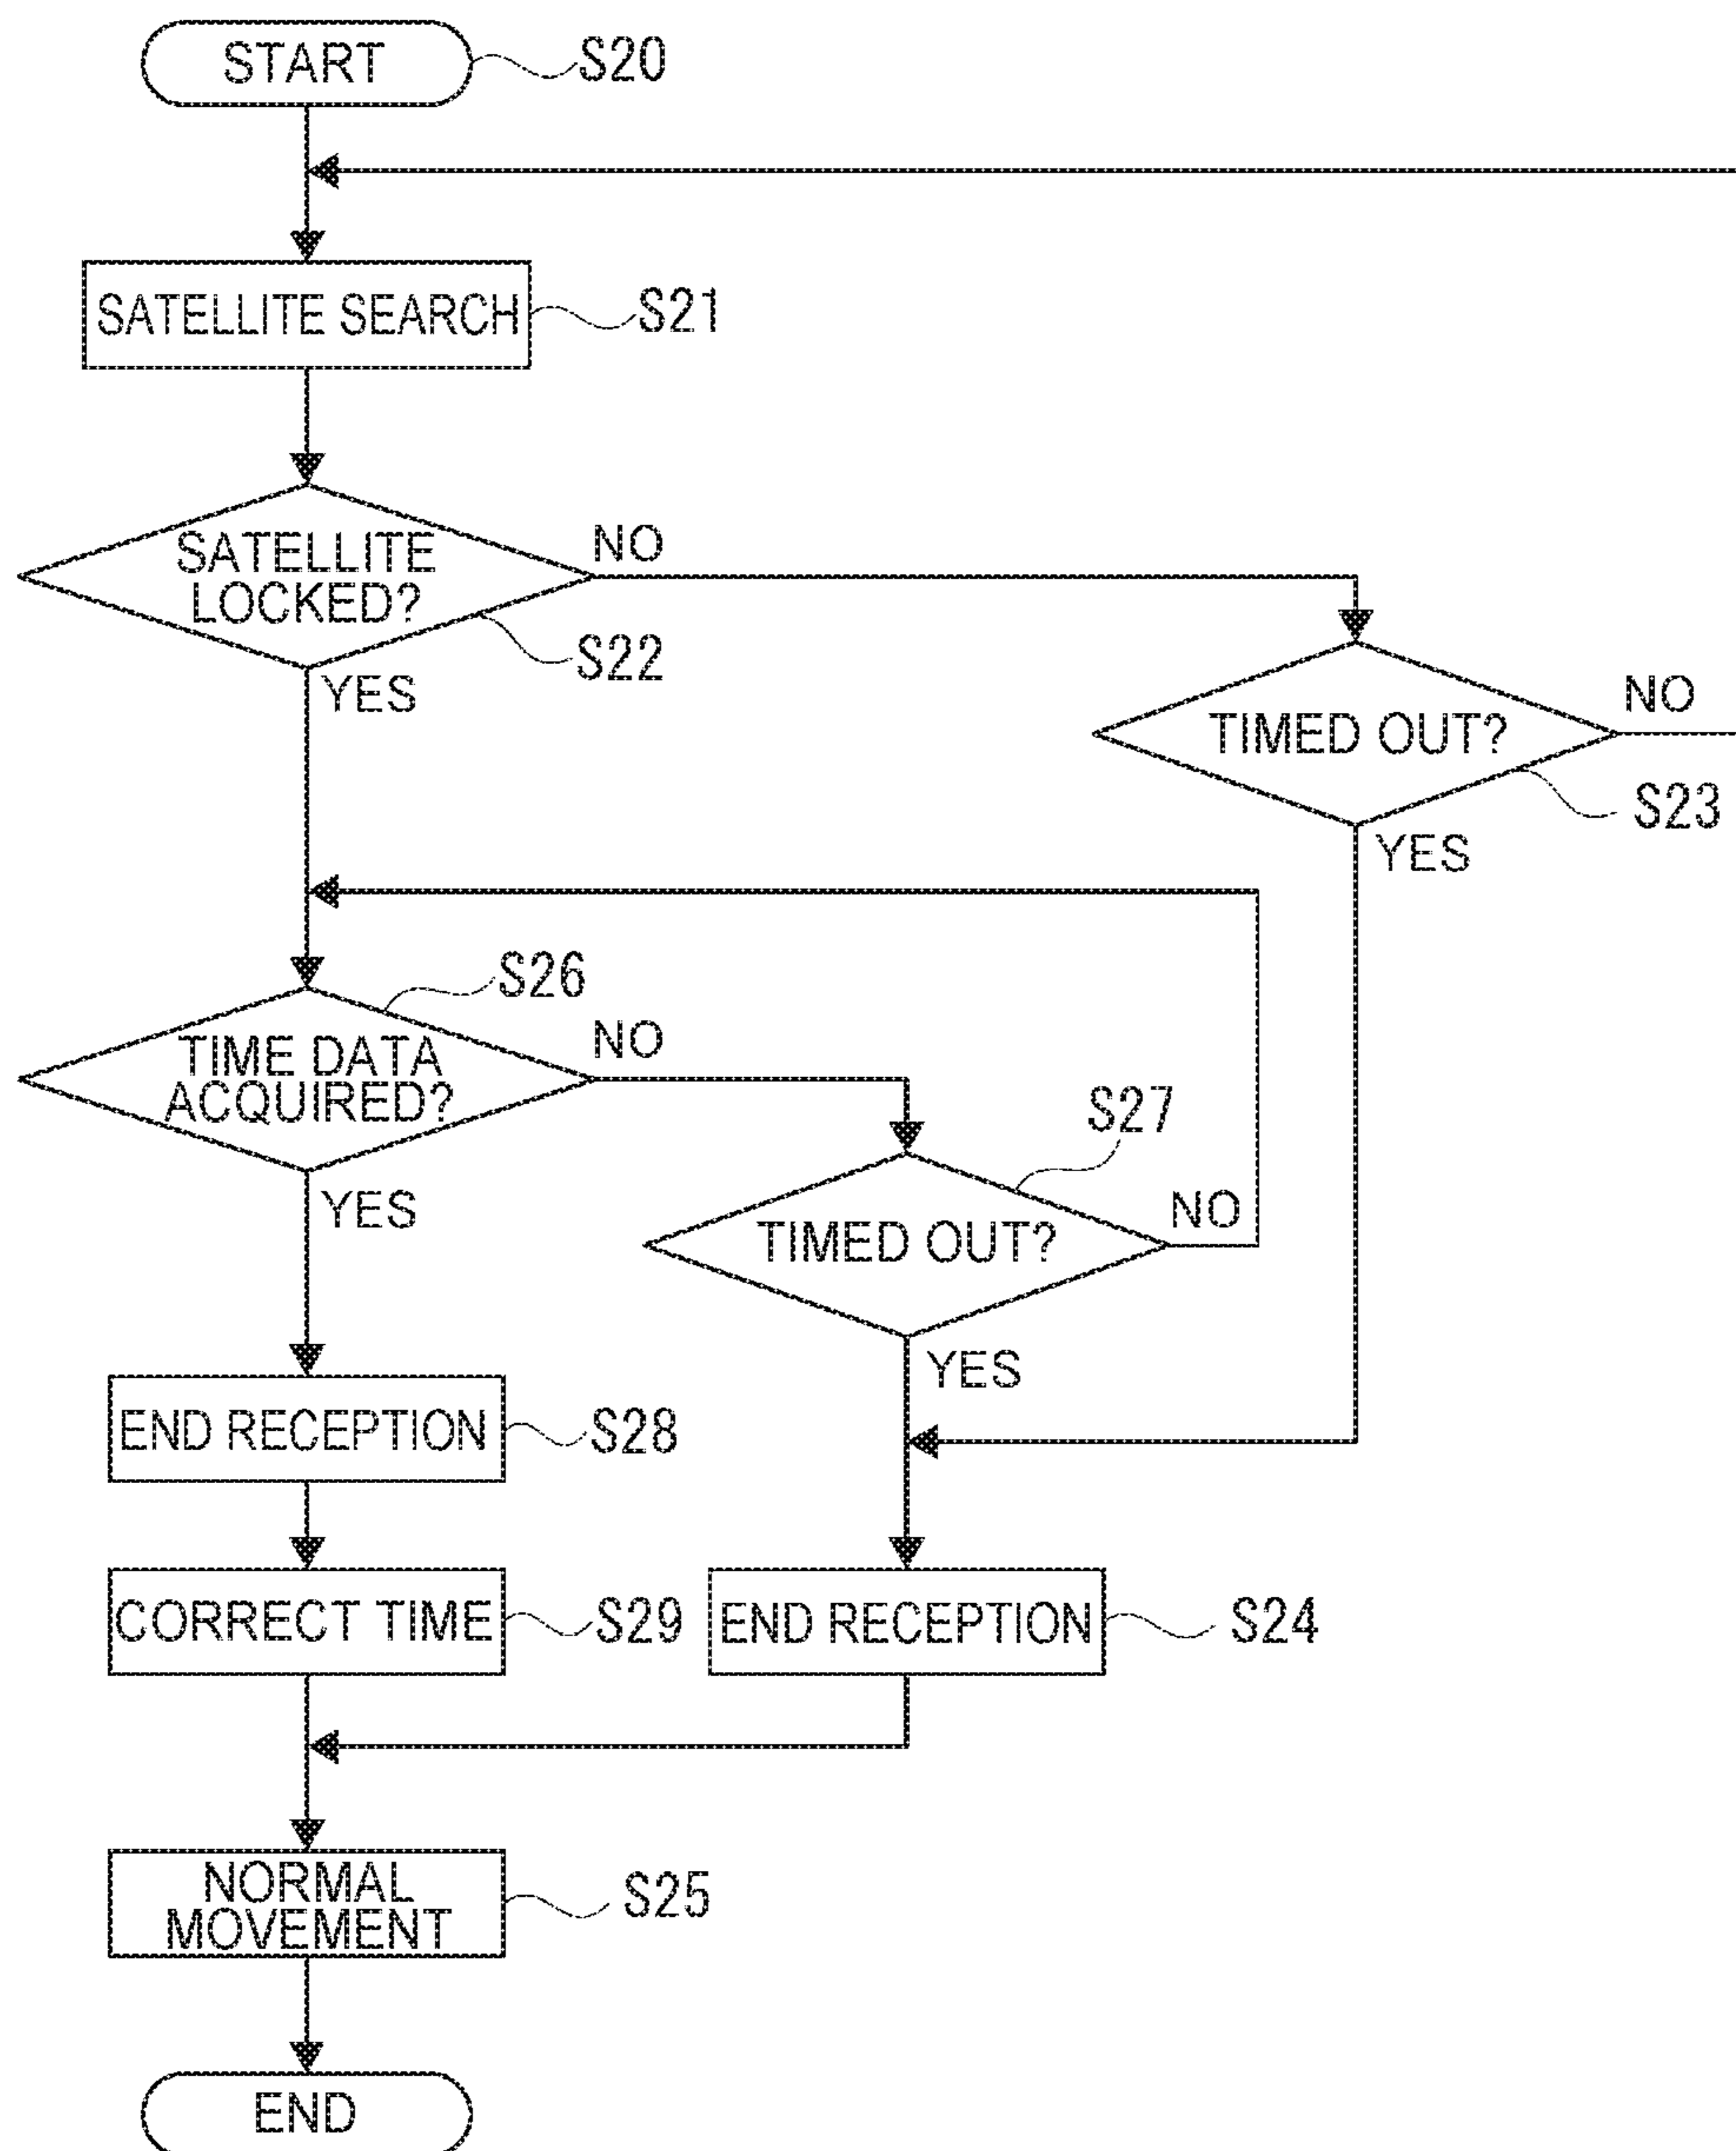 START
S20
SATELLITE SEARCH
S21
SATELLITE
LOCKED?
NO
S22
YES
TIMED OUT?
NO
S23
YES
S26
TIME DATA
ACQUIRED?
NO
YES
S27
TIMED OUT?
NO
YES
END RECEPTION
S28
CORRECT TIME
S29
END RECEPTION
S24
NORMAL
MOVEMENT
S25
END